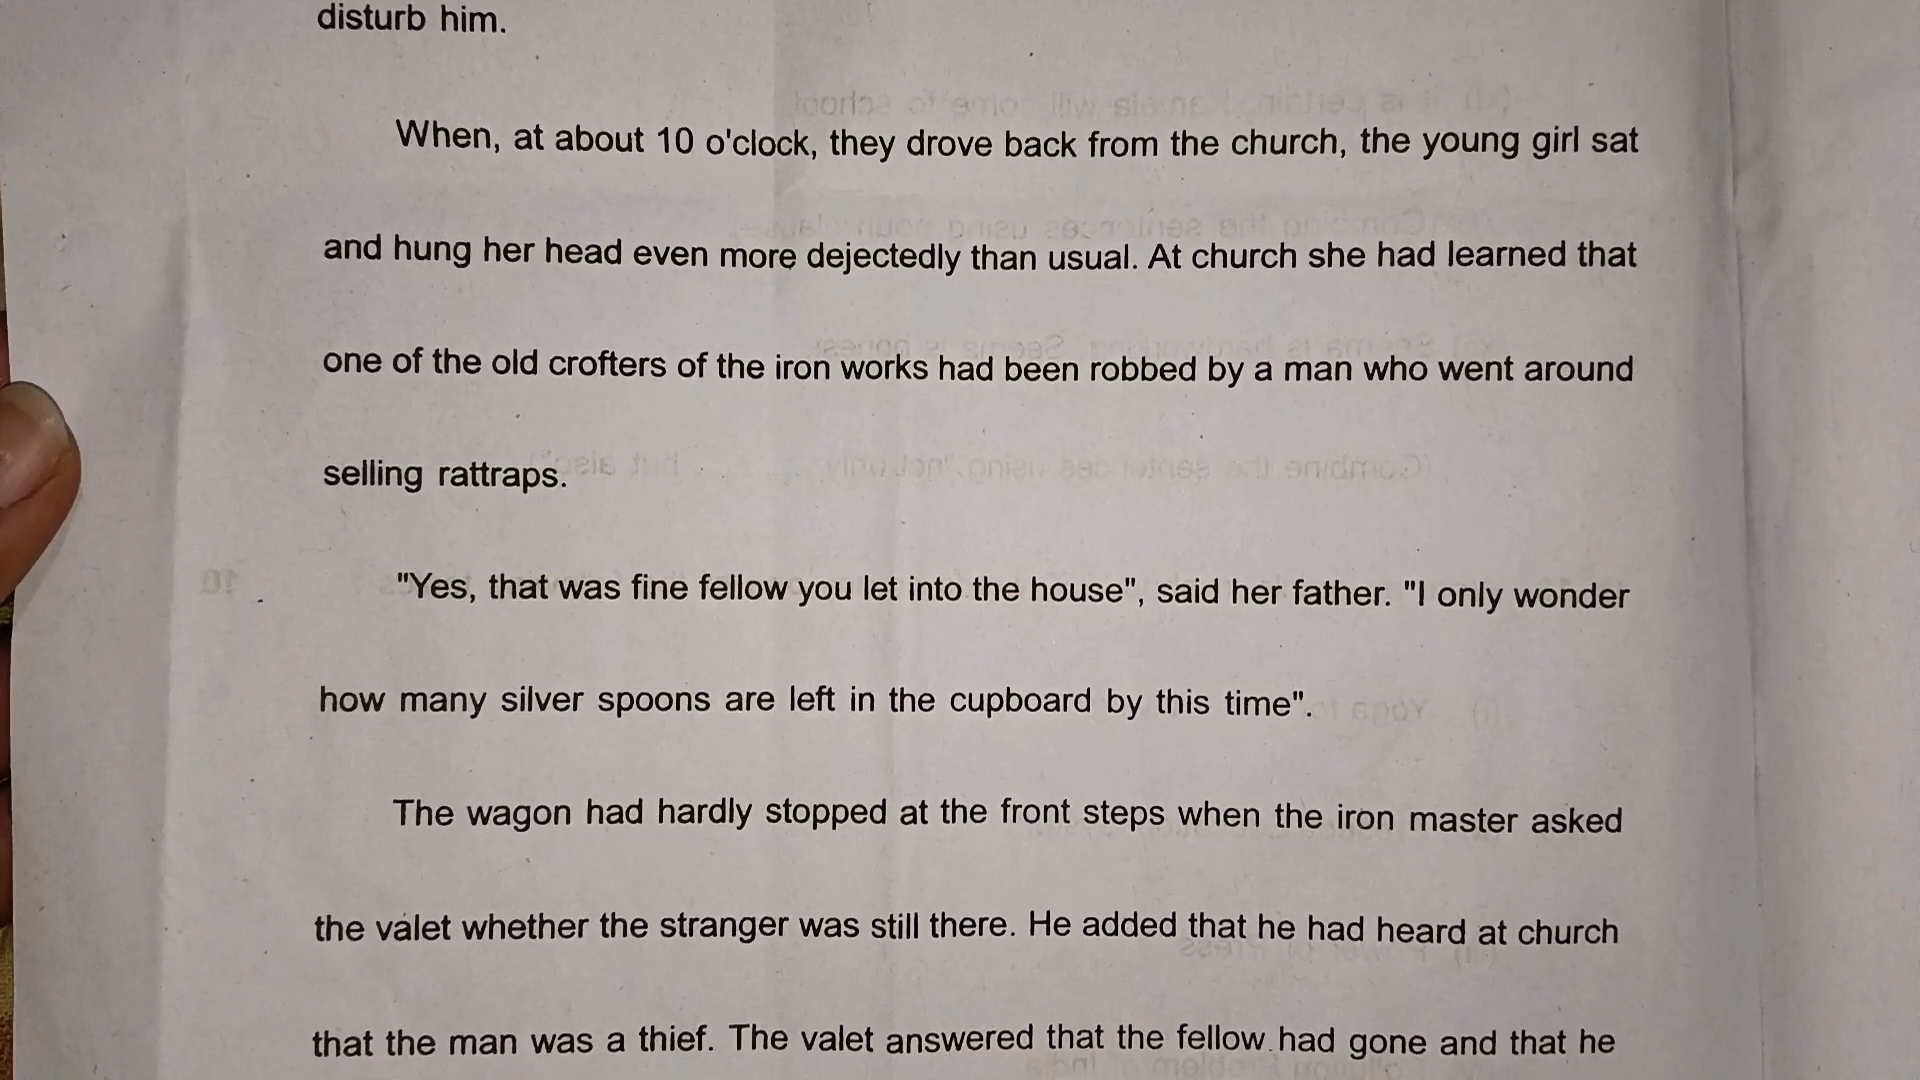 disturb him.
When, at about 10 o'clock, they drove back from the church, the young girl sat
and hung her head even more dejectedly than usual. At church she had learned that
one of the old crofters of the iron works had been robbed by a man who went around
selling rattraps.
"Yes, that was fine fellow you let into the house", said her father. "I only wonder
how many silver spoons are left in the cupboard by this time".
The wagon had hardly stopped at the front steps when the iron master asked
the valet whether the stranger was still there. He added that he had heard at church
that the man was a thief. The valet answered that the fellow had gone and that he